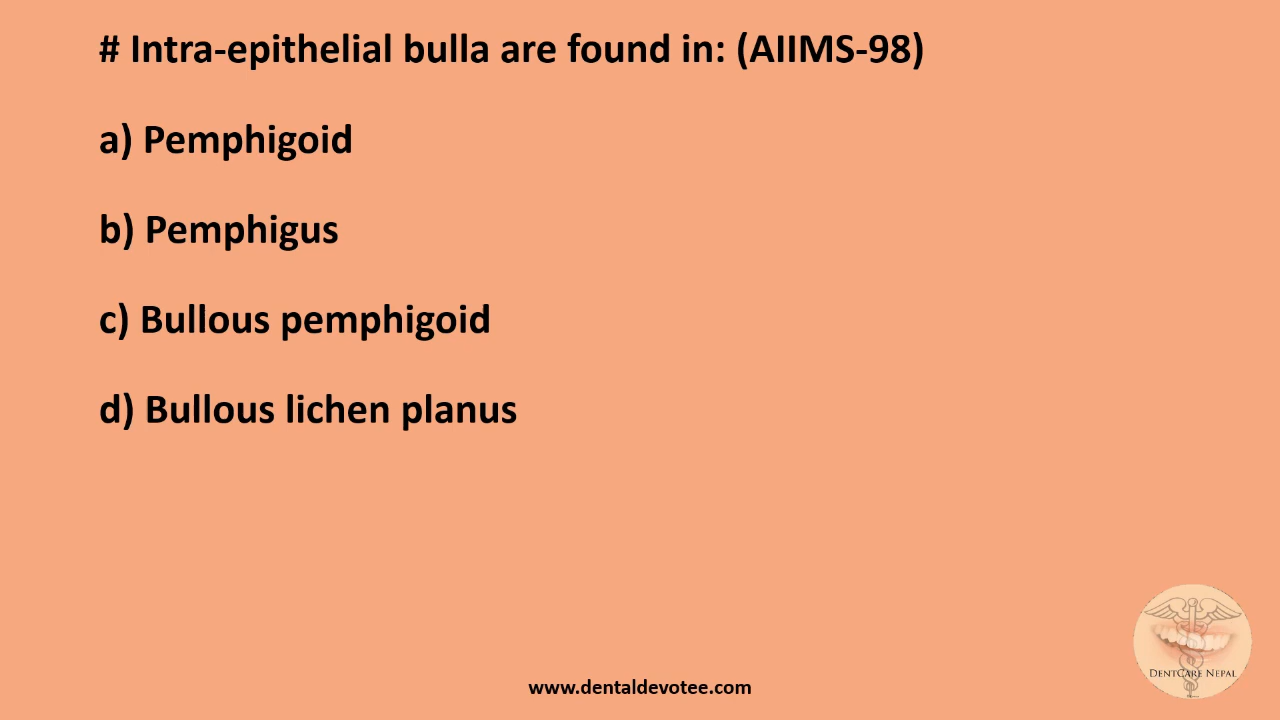 # Intra-epithelial bulla are found in: (AIIMS-98)
a) Pemphigoid
b) Pemphigus
c) Bullous pemphigoid
d) Bullous lichen planus
DentCare Nepal
www.dentaldevotee.com